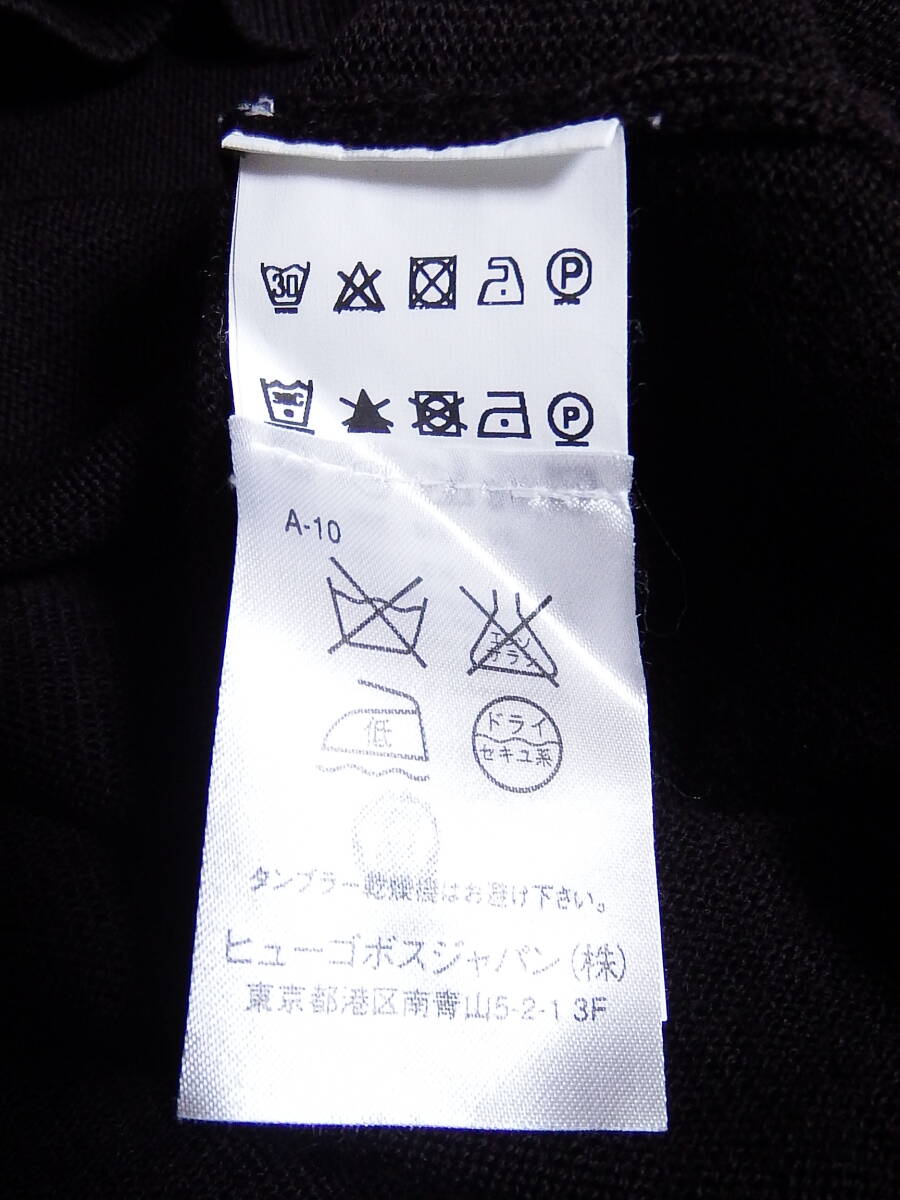 30 P
30C P
A-10
エンソ
サラシ
低
ドライ
セキユ系
タンブラー乾燥機はお避け下さい。
ヒューゴボスジャパン(株)
東京都港区南青山5-2-1 3F